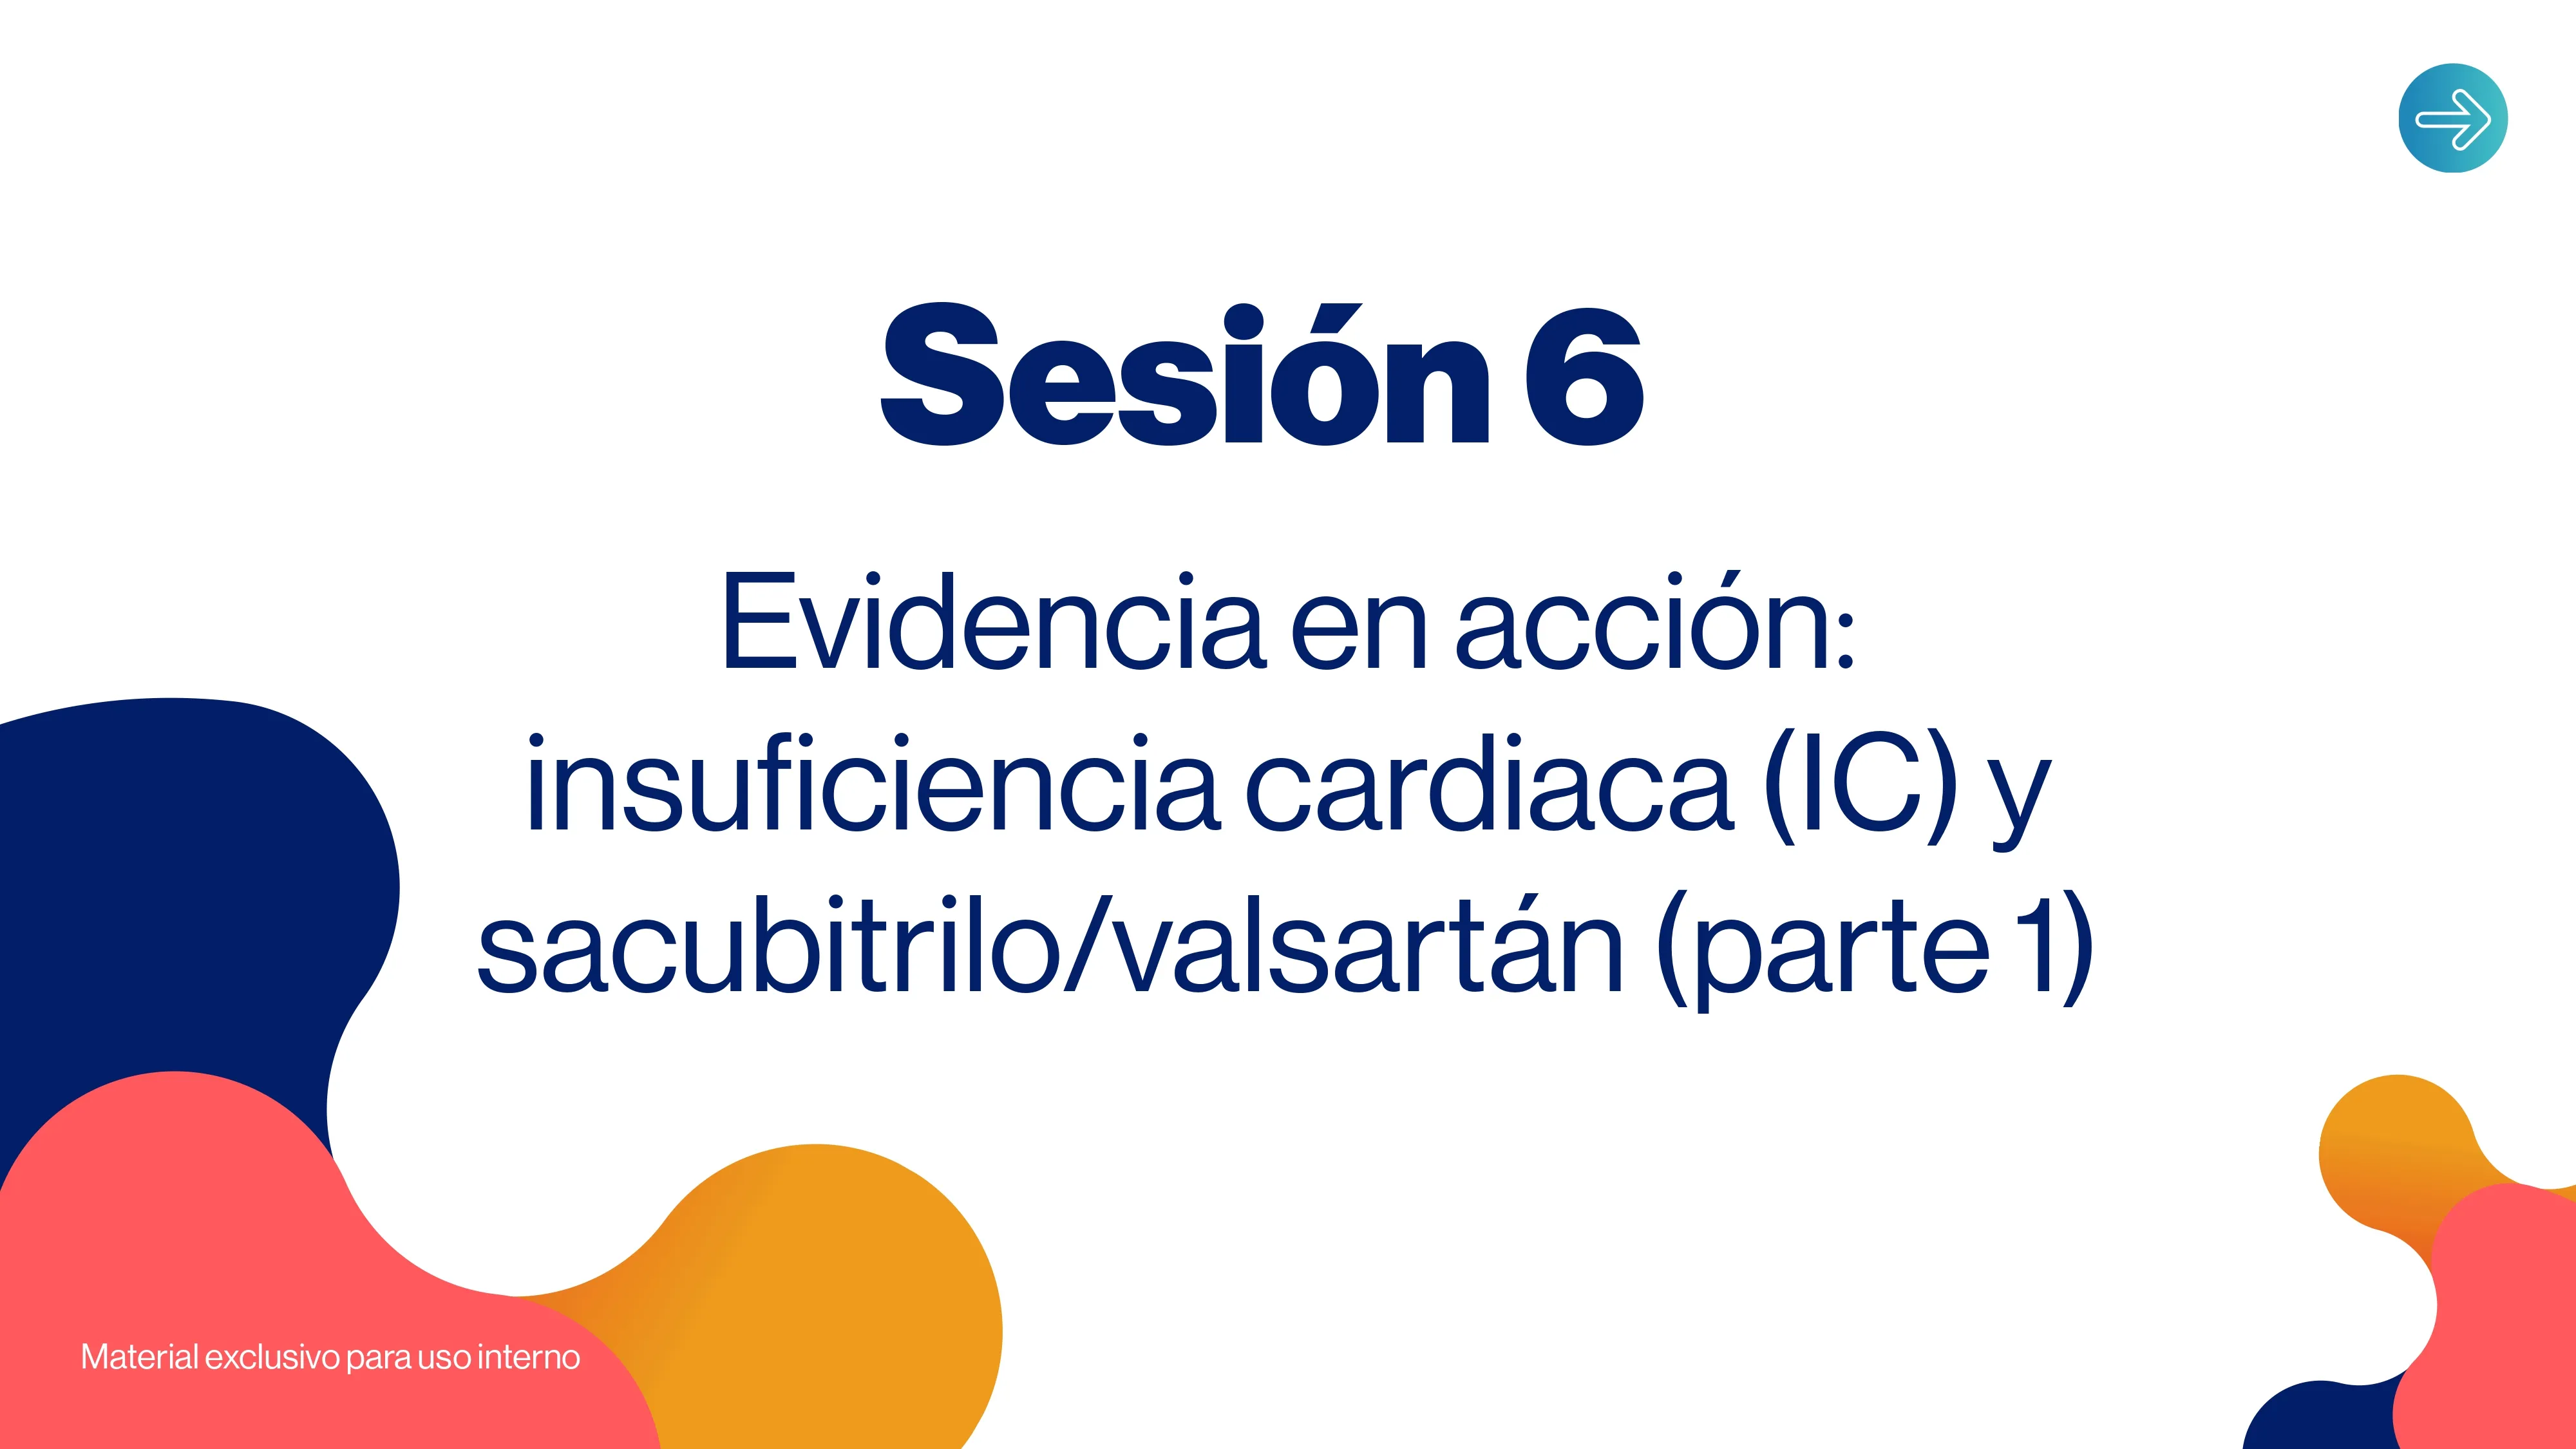 Sesión 6
Evidencia en acción:
insuficiencia cardiaca (IC) y
sacubitrilo/valsartán (parte 1)
Material exclusivo para uso interno